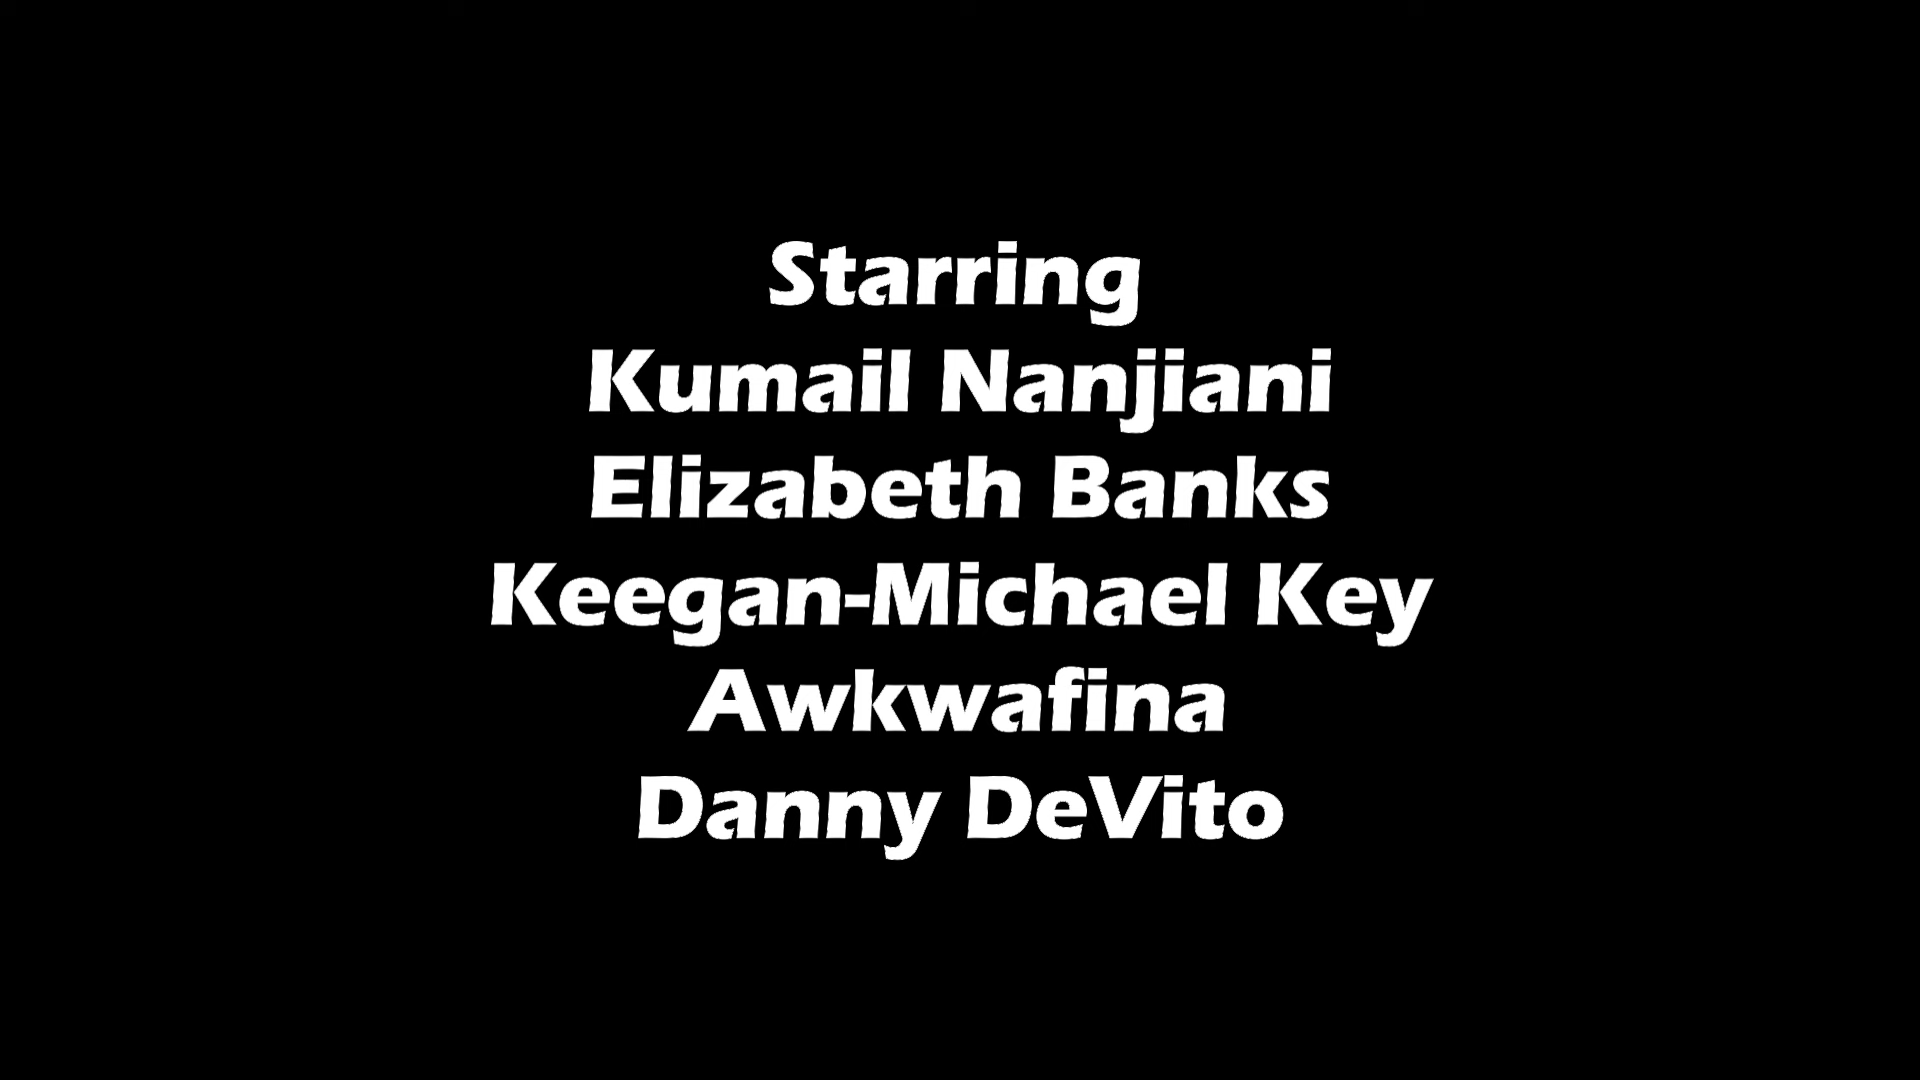 Starring
Kumail Nanjiani
Elizabeth Banks
Keegan-Michael Key
Awkwafina
Danny DeVito